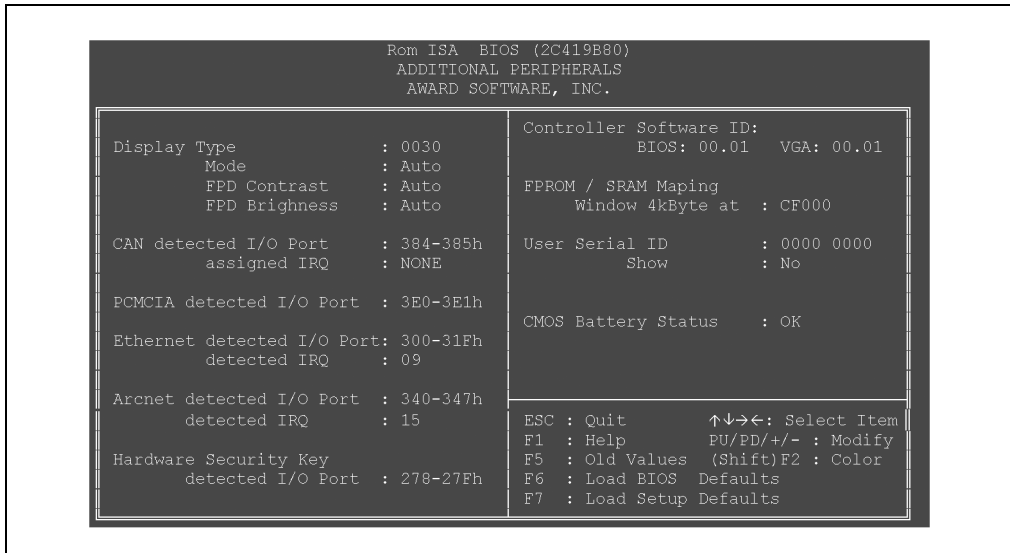 Rom ISA BIOS (2C419B80)
ADDITIONAL PERIPHERALS
AWARD SOFTWARE, INC.
Display Type : 0030
Mode : Auto
FPD Contrast : Auto
FPD Brighness : Auto
CAN detected I/O Port : 384-385h
assigned IRQ : NONE
PCMCIA detected I/O Port : 3E0-3E1h
Ethernet detected I/O Port: 300-31Fh
detected IRQ : 09
Arcnet detected I/O Port : 340-347h
detected IRQ : 15
Hardware Security Key
detected I/O Port : 278-27Fh
Controller Software ID:
BIOS: 00.01 VGA: 00.01
FPROM / SRAM Maping
Window 4kByte at : CF000
User Serial ID : 0000 0000
Show : No
CMOS Battery Status : OK
ESC : Quit ↑↓→←: Select Item
F1 : Help PU/PD/+/- : Modify
F5 : Old Values (Shift)F2 : Color
F6 : Load BIOS Defaults
F7 : Load Setup Defaults